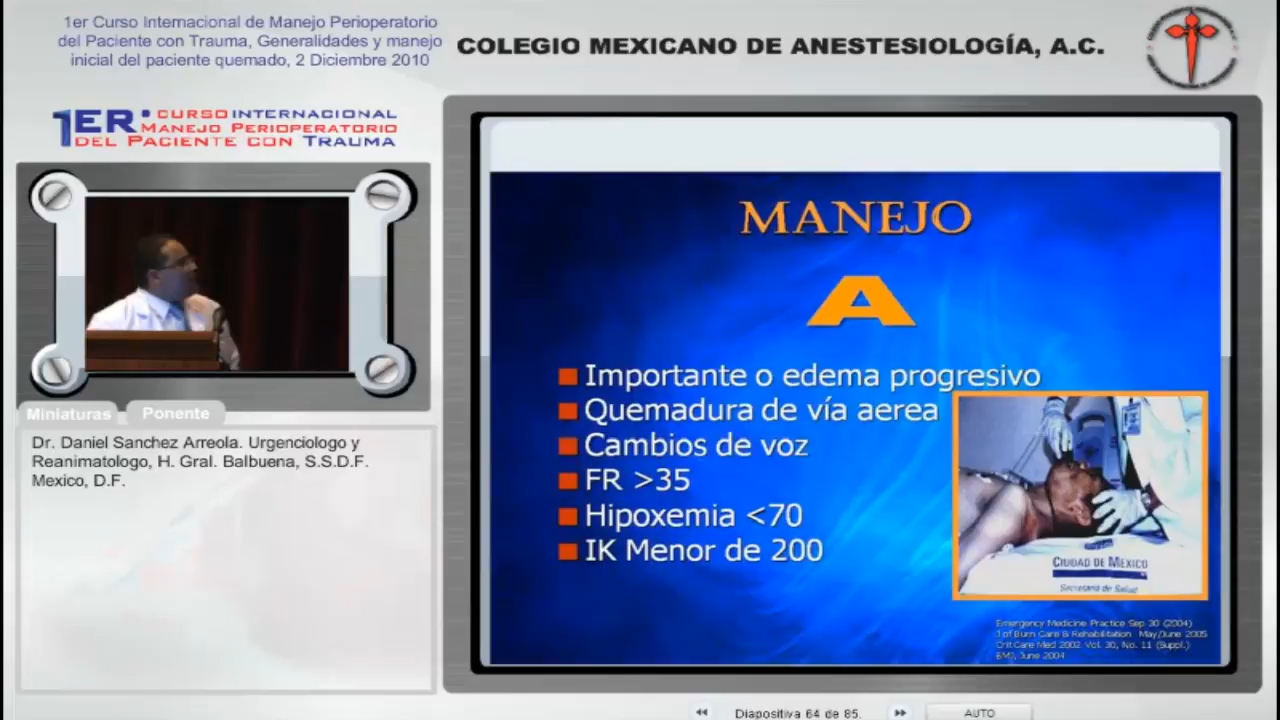 1er Curso Internacional de Manejo Perioperatorio
del Paciente con Trauma, Generalidades y manejo
inicial del paciente quemado, 2 Diciembre 2010
COLEGIO MEXICANO DE ANESTESIOLOGÍA, A.C.
1ER. CURSO INTERNACIONAL
MANEJO PERIOPERATORIO
DEL PACIENTE CON TRAUMA
Miniaturas
Ponente
Dr. Daniel Sanchez Arreola. Urgenciologo y
Reanimatologo, H. Gral. Balbuena, S.S.D.F.
Mexico, D.F.
MANEJO
A
Importante o edema progresivo
Quemadura de vía aerea
Cambios de voz
FR >35
Hipoxemia <70
IK Menor de 200
CIUDAD DE MÉXICO
Secretaría de Salud
Emergency Medicine Practice Sep 30 (2004)
J of Burn Care & Rehabilitation May/June 2005
Crit Care Med 2002 Vol. 30, No. 11 (Suppl.)
BMJ, June 2004
Diapositiva 64 de 85.
AUTO